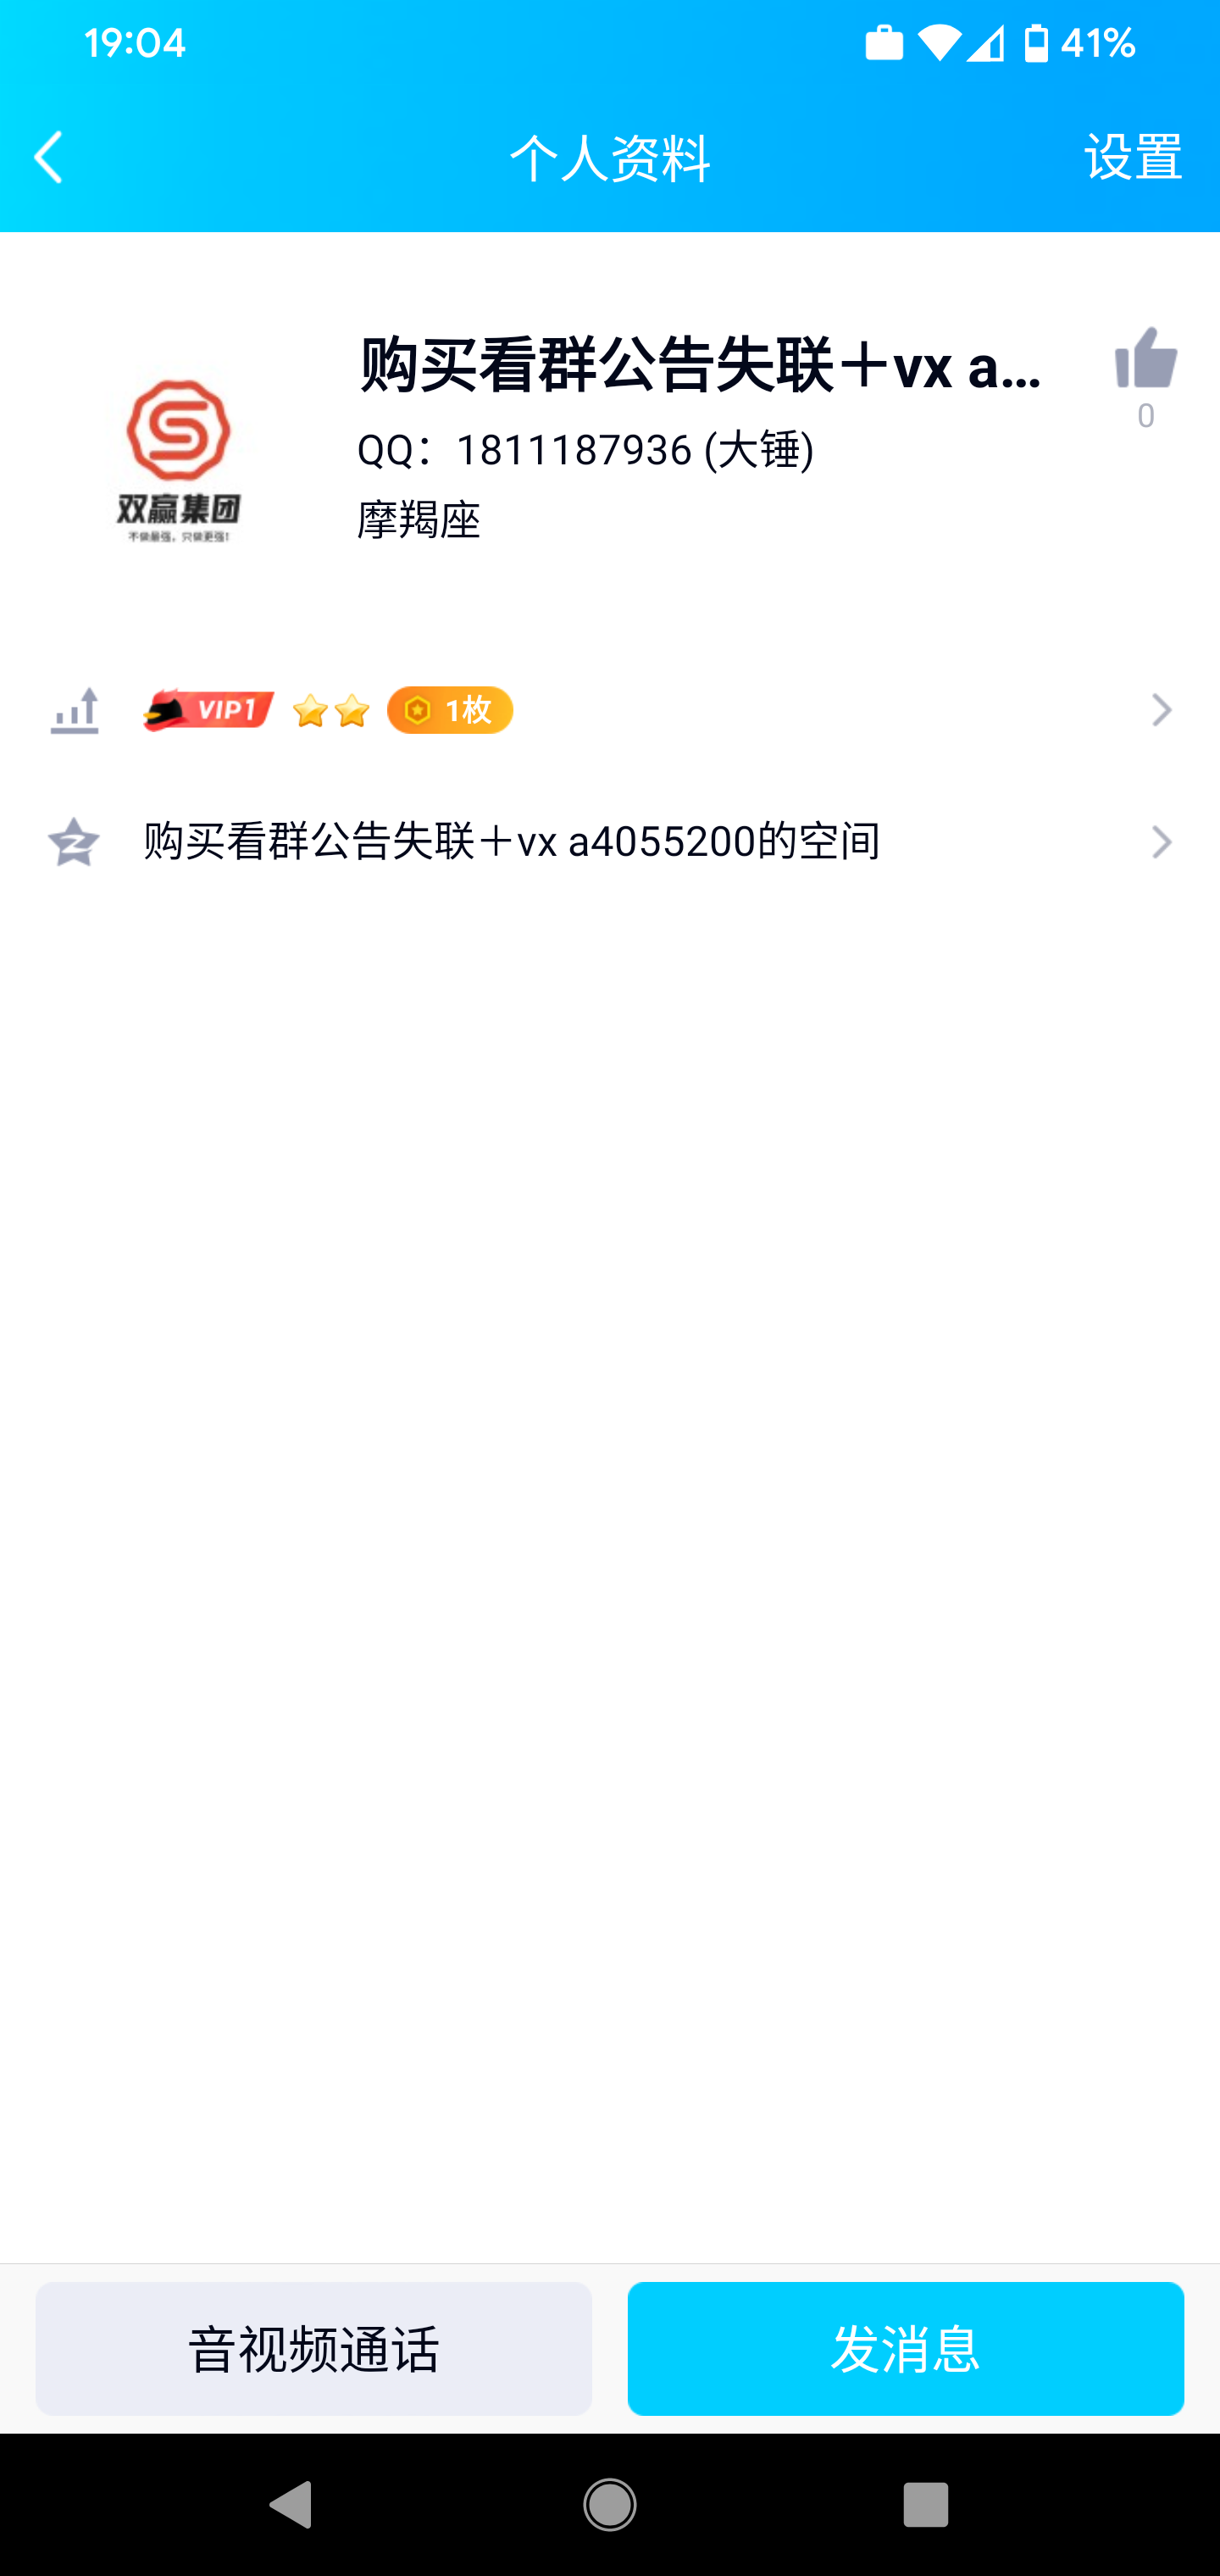 19:04
41%
个人资料
设置
购买看群公告失联＋vx a...
0
QQ：1811187936 (大锤)
摩羯座
双赢集团
不做最强，只做更强！
VIP1
1枚
购买看群公告失联＋vx a4055200的空间
音视频通话
发消息